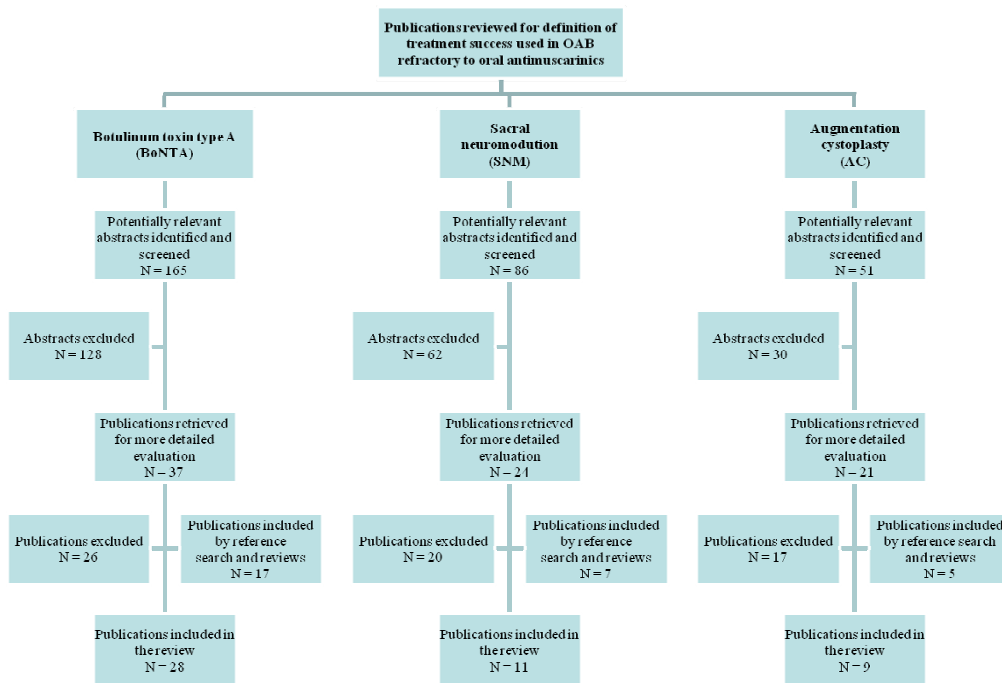 Publications reviewed for definition of
treatment success used in OAB
refractory to oral antimuscarinics
Botulinum toxin type A
(BoNTA)
Sacral
neuromodution
(SNM)
Augmentation
cystoplasty
(AC)
Potentially relevant
abstracts identified and
screened
N = 165
Potentially relevant
abstracts identified and
screened
N = 86
Potentially relevant
abstracts identified and
screened
N = 51
Abstracts excluded
N = 128
Abstracts excluded
N = 62
Abstracts excluded
N = 30
Publications retrieved
for more detailed
evaluation
N = 37
Publications retrieved
for more detailed
evaluation
N = 24
Publications retrieved
for more detailed
evaluation
N = 21
Publications excluded
N = 26
Publications included
by reference
search and reviews
N = 17
Publications excluded
N = 20
Publications included
by reference
search and reviews
N = 7
Publications excluded
N = 17
Publications included
by reference search
and reviews
N = 5
Publications included in
the review
N = 28
Publications included in
the review
N = 11
Publications included in
the review
N = 9